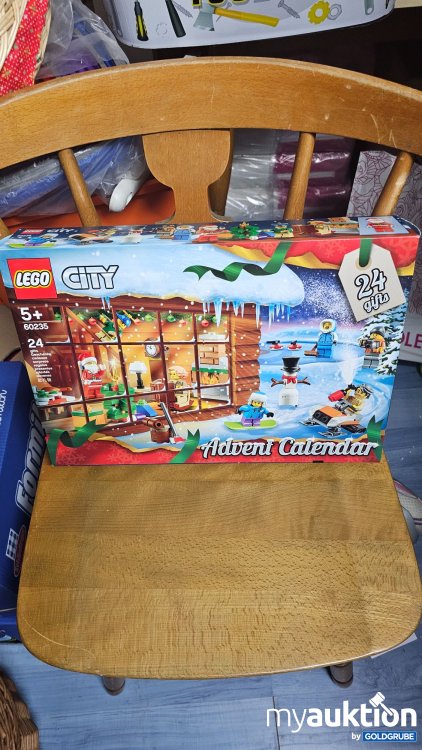 LEGO
CITY
5+
60235
24
24
gifts
Advent Calendar
myauktion
by GOLDGRUBE